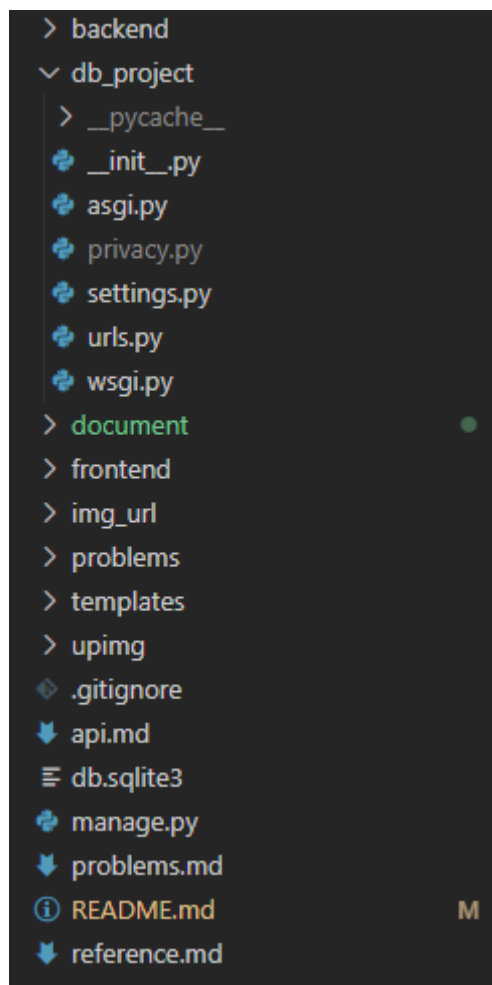 backend
db_project
__pycache__
__init__.py
asgi.py
privacy.py
settings.py
urls.py
wsgi.py
document
frontend
img_url
problems
templates
upimg
.gitignore
api.md
db.sqlite3
manage.py
problems.md
README.md M
reference.md